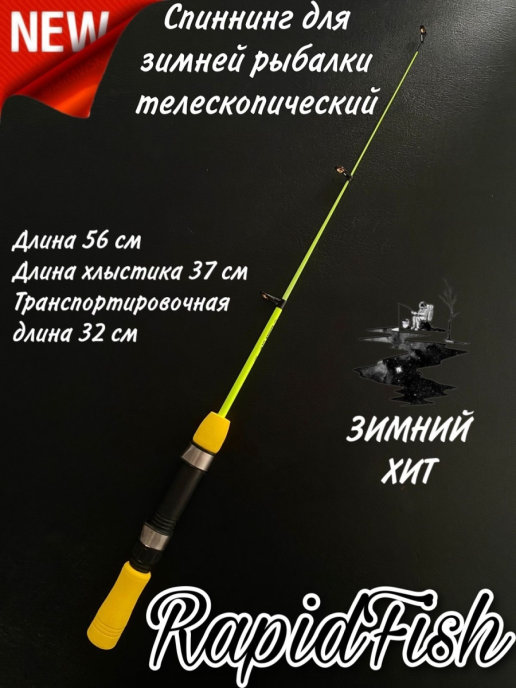 NEW
Спиннинг для
зимней рыбалки
телескопический
Длина 56 см
Длина хлыстика 37 см
Транспортировочная
длина 32 см
ЗИМНИЙ
ХИТ
RapidFish